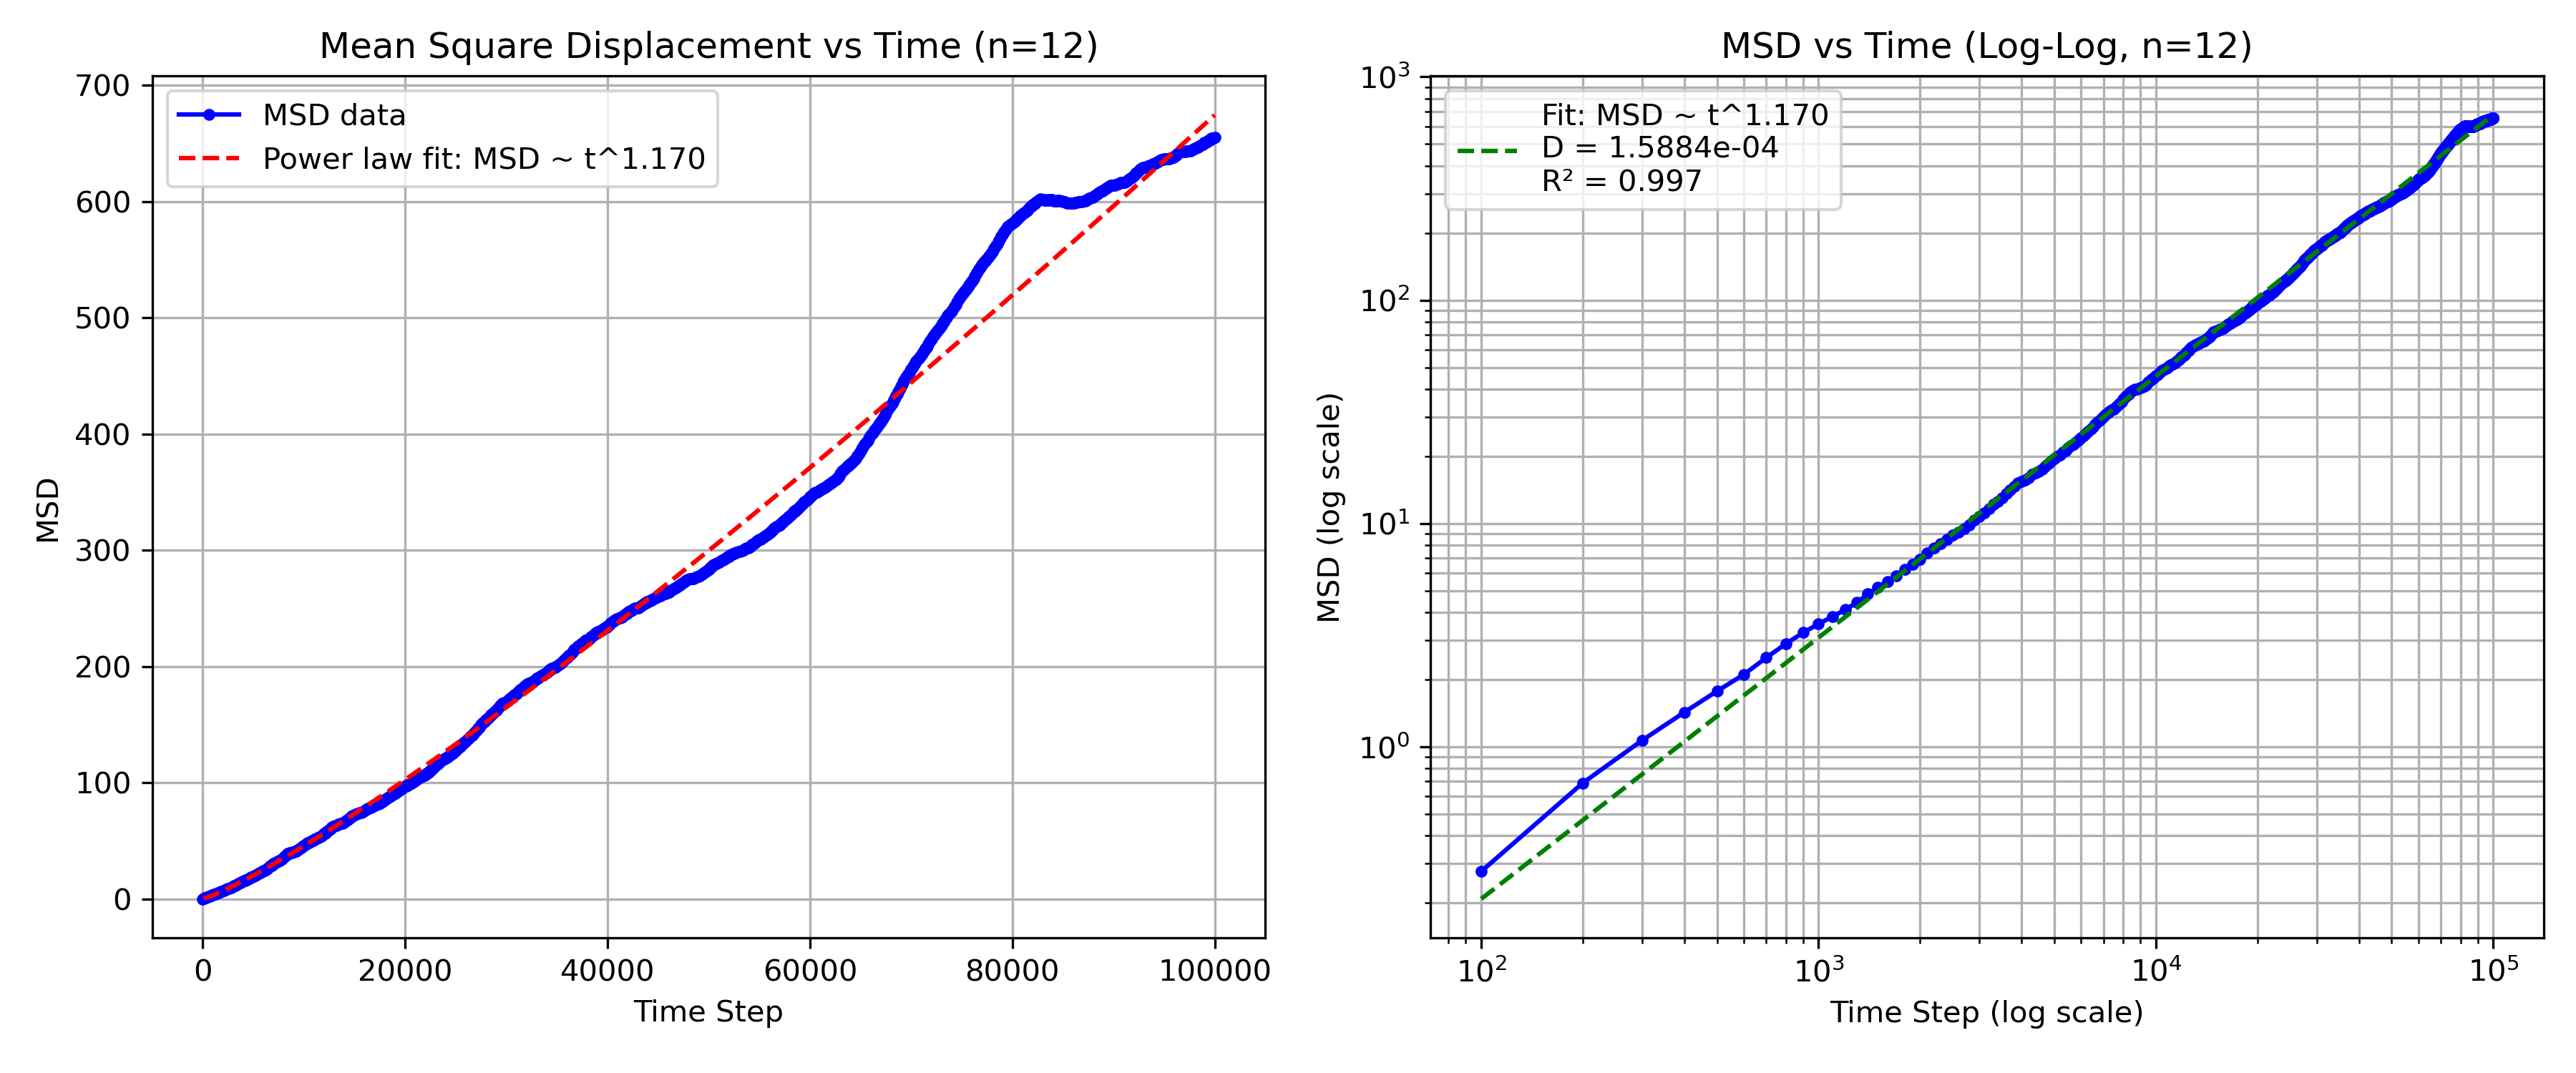 Mean Square Displacement vs Time (n=12)
MSD data
Power law fit: MSD ~ t^1.170
700
600
500
400
300
200
100
0
MSD
0 20000 40000 60000 80000 100000
Time Step
MSD vs Time (Log-Log, n=12)
Fit: MSD ~ t^1.170
D = 1.5884e-04
R² = 0.997
10³
10²
10¹
10⁰
MSD (log scale)
10² 10³ 10⁴ 10⁵
Time Step (log scale)